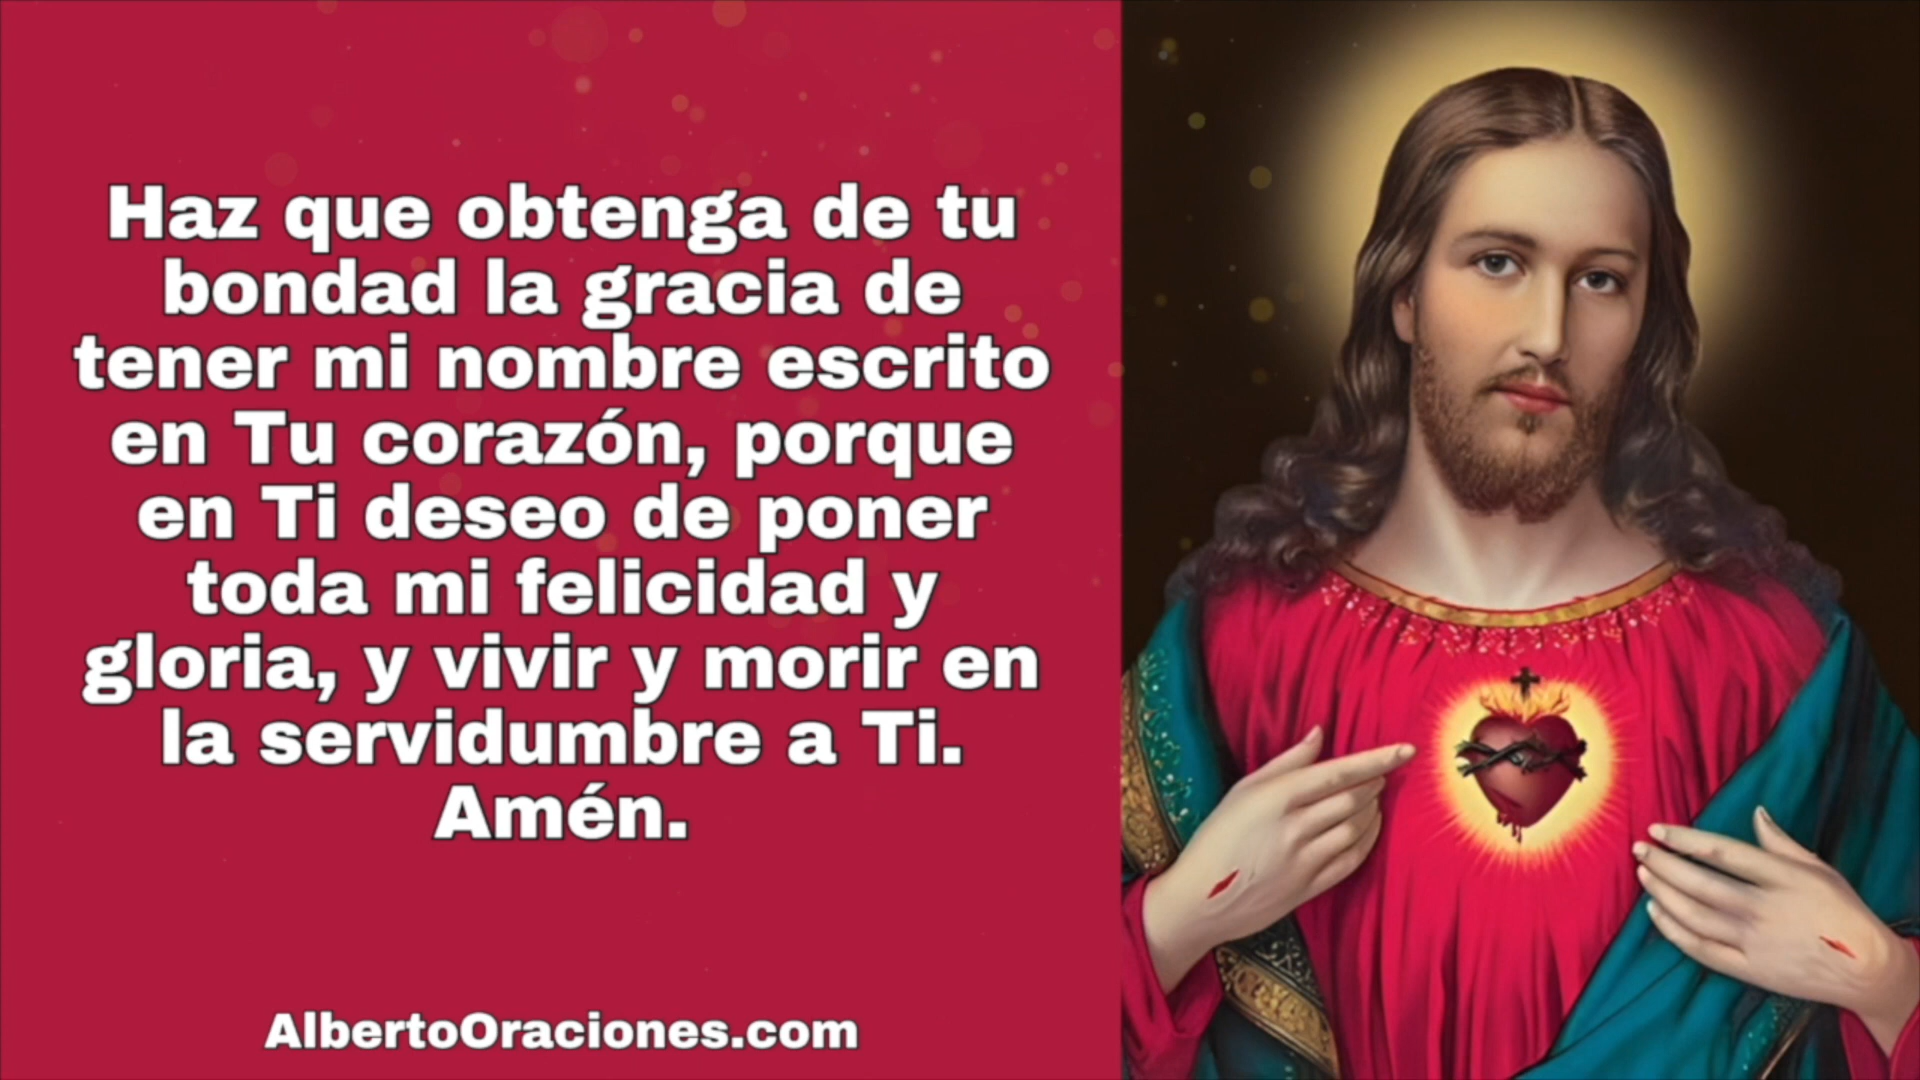 Haz que obtenga de tu
bondad la gracia de
tener mi nombre escrito
en Tu corazón, porque
en Ti deseo de poner
toda mi felicidad y
gloria, y vivir y morir en
la servidumbre a Ti.
Amén.
AlbertoOraciones.com